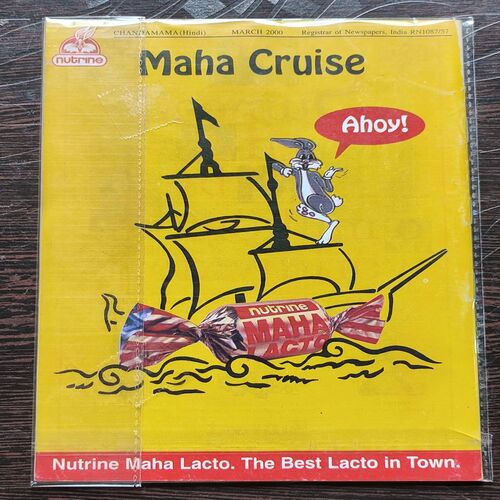 CHANDAMAMA (Hindi) MARCH 2000 Registrar of Newspapers, India RN1087/57
nutrine
Maha Cruise
Ahoy!
nutrine
MAHA
LACTO
Nutrine Maha Lacto. The Best Lacto in Town.